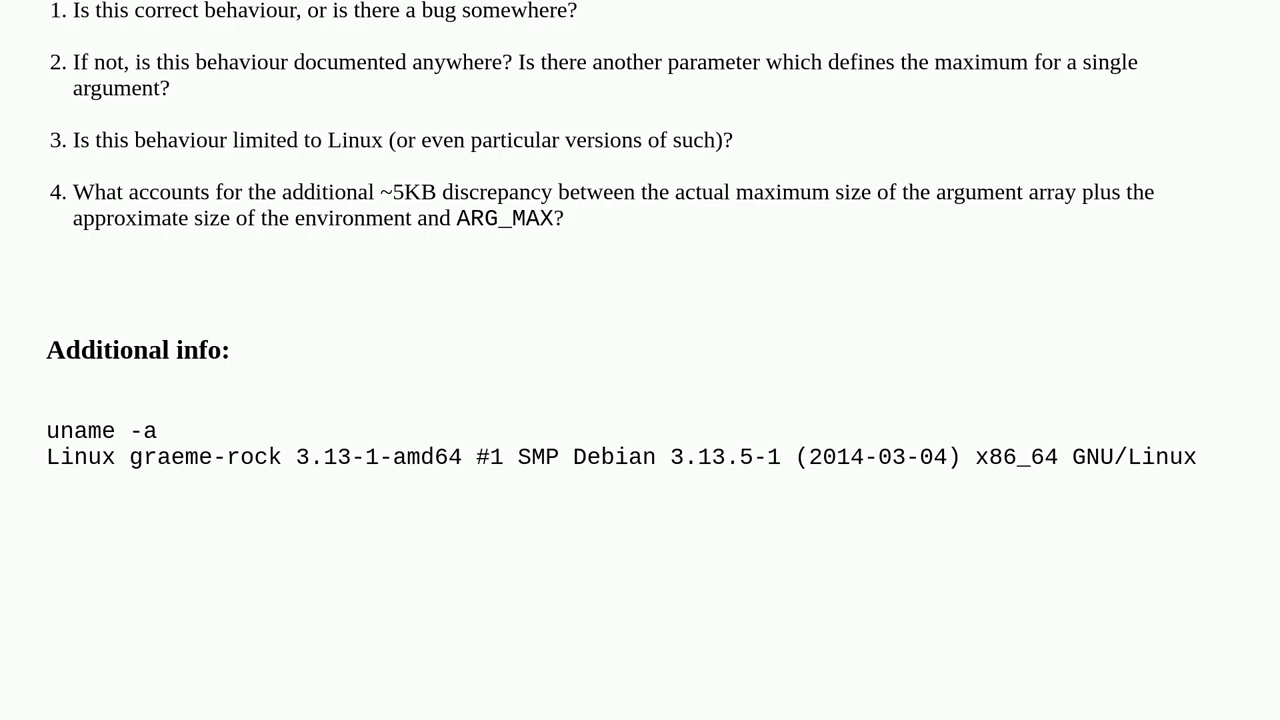 1. Is this correct behaviour, or is there a bug somewhere?
2. If not, is this behaviour documented anywhere? Is there another parameter which defines the maximum for a single
argument?
3. Is this behaviour limited to Linux (or even particular versions of such)?
4. What accounts for the additional ~5KB discrepancy between the actual maximum size of the argument array plus the
approximate size of the environment and ARG_MAX?
Additional info:
uname -a
Linux graeme-rock 3.13-1-amd64 #1 SMP Debian 3.13.5-1 (2014-03-04) x86_64 GNU/Linux